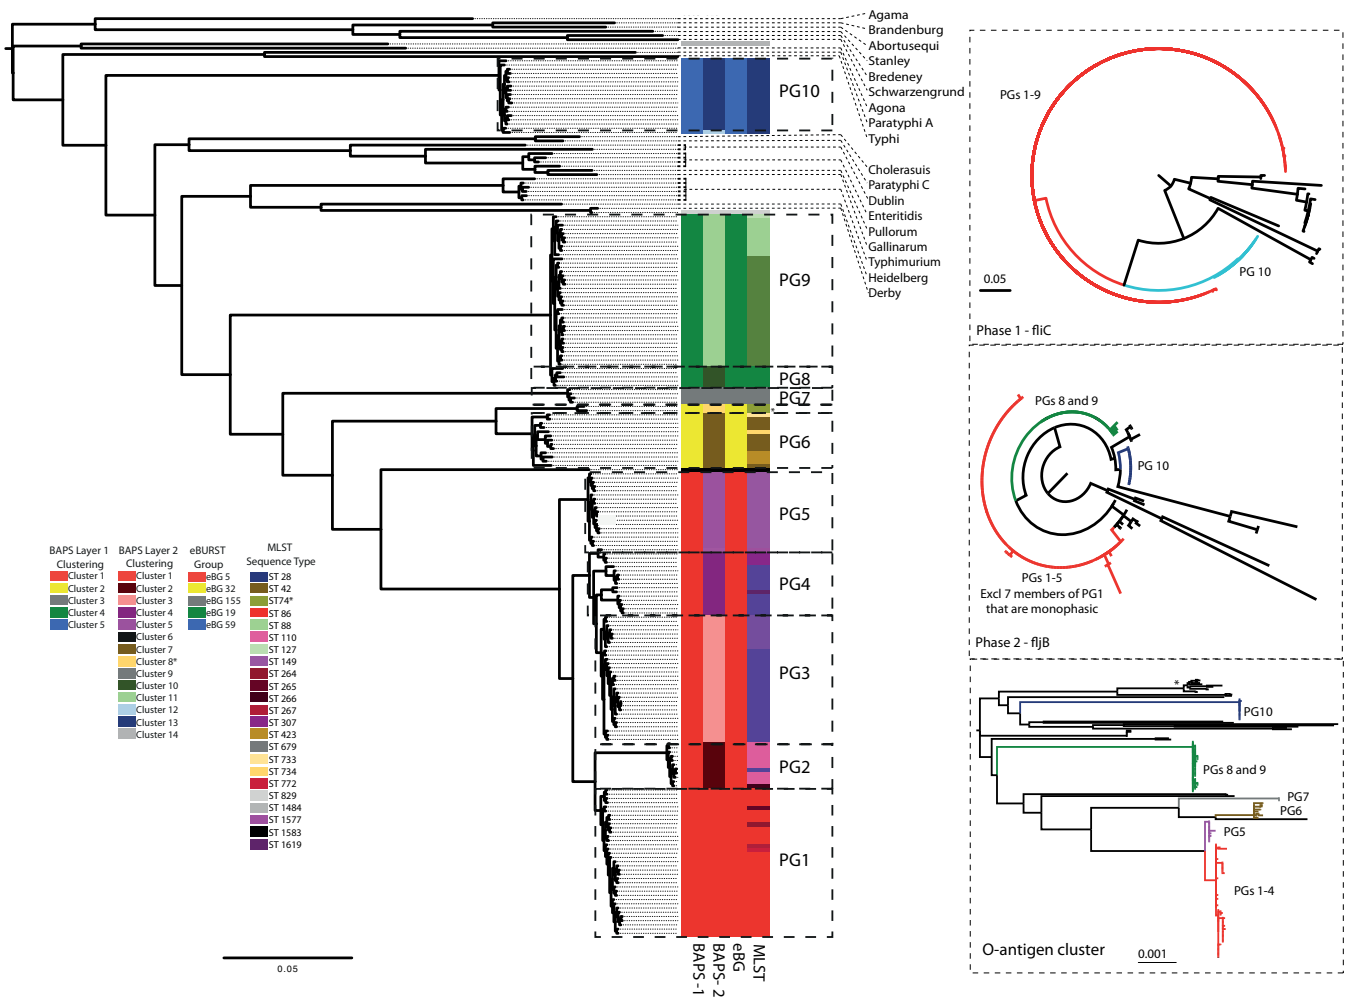 Agama
Brandenburg
Abortusequi
Stanley
Bredeney
Schwarzengrund
Agona
Paratyphi A
Typhi
Cholerasuis
Paratyphi C
Dublin
Enteritidis
Pullorum
Gallinarum
Typhimurium
Heidelberg
Derby
PG10
PG9
PG8
PG7
*
PG6
PG5
PG4
PG3
PG2
PG1
BAPS -1
BAPS- 2
eBG
MLST
BAPS Layer 1
Clustering
Cluster 1
Cluster 2
Cluster 3
Cluster 4
Cluster 5
BAPS Layer 2
Clustering
Cluster 1
Cluster 2
Cluster 3
Cluster 4
Cluster 5
Cluster 6
Cluster 7
Cluster 8*
Cluster 9
Cluster 10
Cluster 11
Cluster 12
Cluster 13
Cluster 14
eBURST
Group
eBG 5
eBG 32
eBG 155
eBG 19
eBG 59
MLST
Sequence Type
ST 28
ST 42
ST74*
ST 86
ST 88
ST 110
ST 127
ST 149
ST 264
ST 265
ST 266
ST 267
ST 307
ST 423
ST 679
ST 733
ST 734
ST 772
ST 829
ST 1484
ST 1577
ST 1583
ST 1619
0.05
PGs 1-9
PG 10
0.05
Phase 1 - fliC
PGs 8 and 9
PG 10
PGs 1-5
Excl 7 members of PG1
that are monophasic
Phase 2 - fljB
*
PG10
PGs 8 and 9
PG7
PG6
PG5
PGs 1-4
O-antigen cluster
0.001